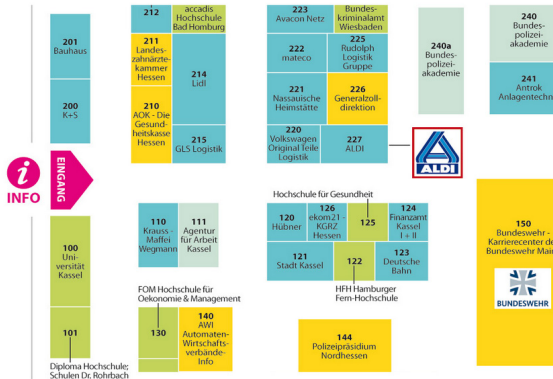 201
Bauhaus
200
K+S
212
accadis
Hochschule
Bad Homburg
211
Landes-
zahnärzte-
kammer
Hessen
214
Lidl
210
AOK - Die
Gesund-
heitskasse
Hessen
215
GLS Logistik
223
Avacon Netz
Bundes-
kriminalamt
Wiesbaden
222
mateco
225
Rudolph
Logistik
Gruppe
221
Nassauische
Heimstätte
226
Generalzoll-
direktion
220
Volkswagen
Original Teile
Logistik
227
ALDI
ALDI
240a
Bundes-
polizei-
akademie
240
Bundes-
polizei-
akademie
241
Antrok
Anlagentechn
i
INFO
EINGANG
100
Uni-
versität
Kassel
101
Diploma Hochschule;
Schulen Dr. Rohrbach
110
Krauss -
Maffei
Wegmann
111
Agentur
für Arbeit
Kassel
FOM Hochschule für
Oekonomie & Management
130
140
AWI
Automaten-
Wirtschafts-
verbände-
Info
Hochschule für Gesundheit
120
Hübner
126
ekom21 -
KGRZ
Hessen
125
124
Finanzamt
Kassel
I + II
121
Stadt Kassel
122
123
Deutsche
Bahn
HFH Hamburger
Fern-Hochschule
144
Polizeipräsidium
Nordhessen
150
Bundeswehr -
Karrierecenter de
Bundeswehr Main
BUNDESWEHR